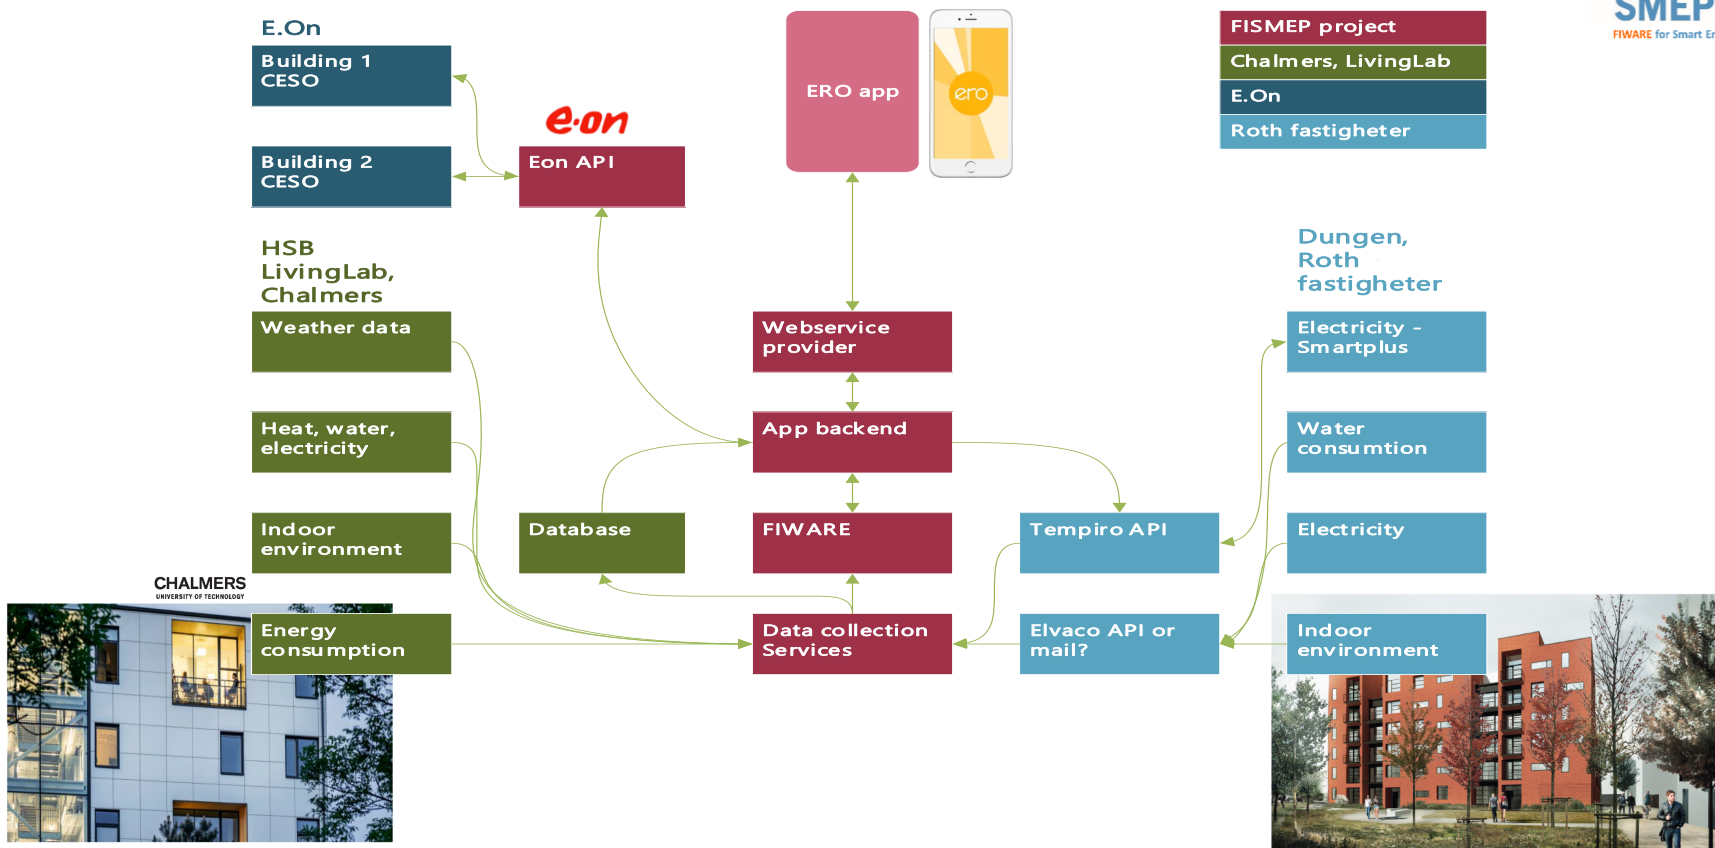 SMEP
FIWARE for Smart Er
E.On
Building 1
CESO
Building 2
CESO
e·on
Eon API
ERO app
ero
FISMEP project
Chalmers, LivingLab
E.On
Roth fastigheter
HSB
LivingLab,
Chalmers
Weather data
Heat, water,
electricity
Indoor
environment
Energy
consumption
CHALMERS
UNIVERSITY OF TECHNOLOGY
Database
Webservice
provider
App backend
FIWARE
Data collection
Services
Tempiro API
Elvaco API or
mail?
Dungen,
Roth
fastigheter
Electricity -
Smartplus
Water
consumtion
Electricity
Indoor
environment